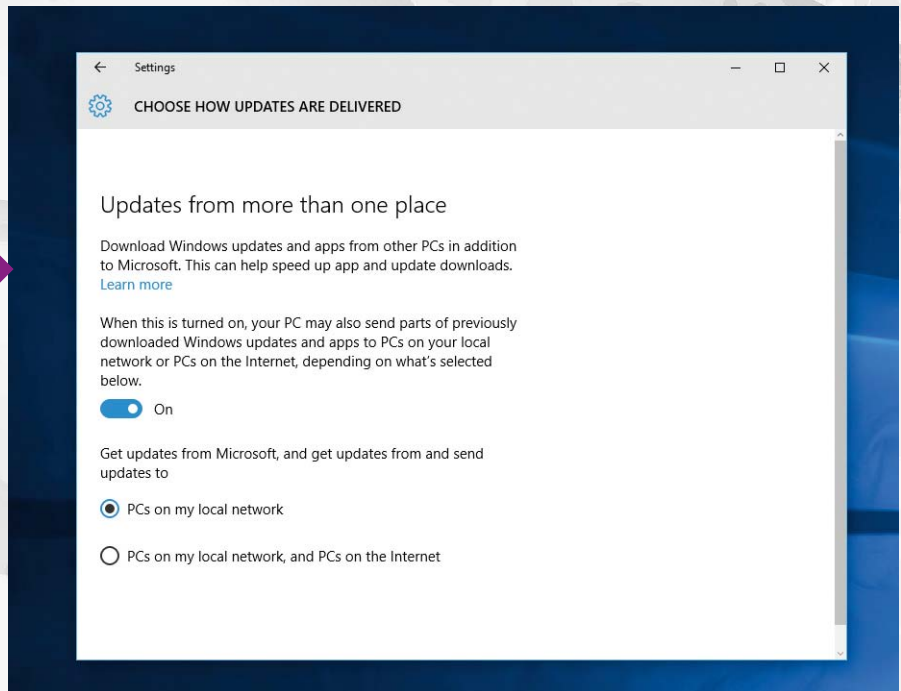 Settings
CHOOSE HOW UPDATES ARE DELIVERED
Updates from more than one place
Download Windows updates and apps from other PCs in addition
to Microsoft. This can help speed up app and update downloads.
Learn more
When this is turned on, your PC may also send parts of previously
downloaded Windows updates and apps to PCs on your local
network or PCs on the Internet, depending on what's selected
below.
On
Get updates from Microsoft, and get updates from and send
updates to
PCs on my local network
PCs on my local network, and PCs on the Internet